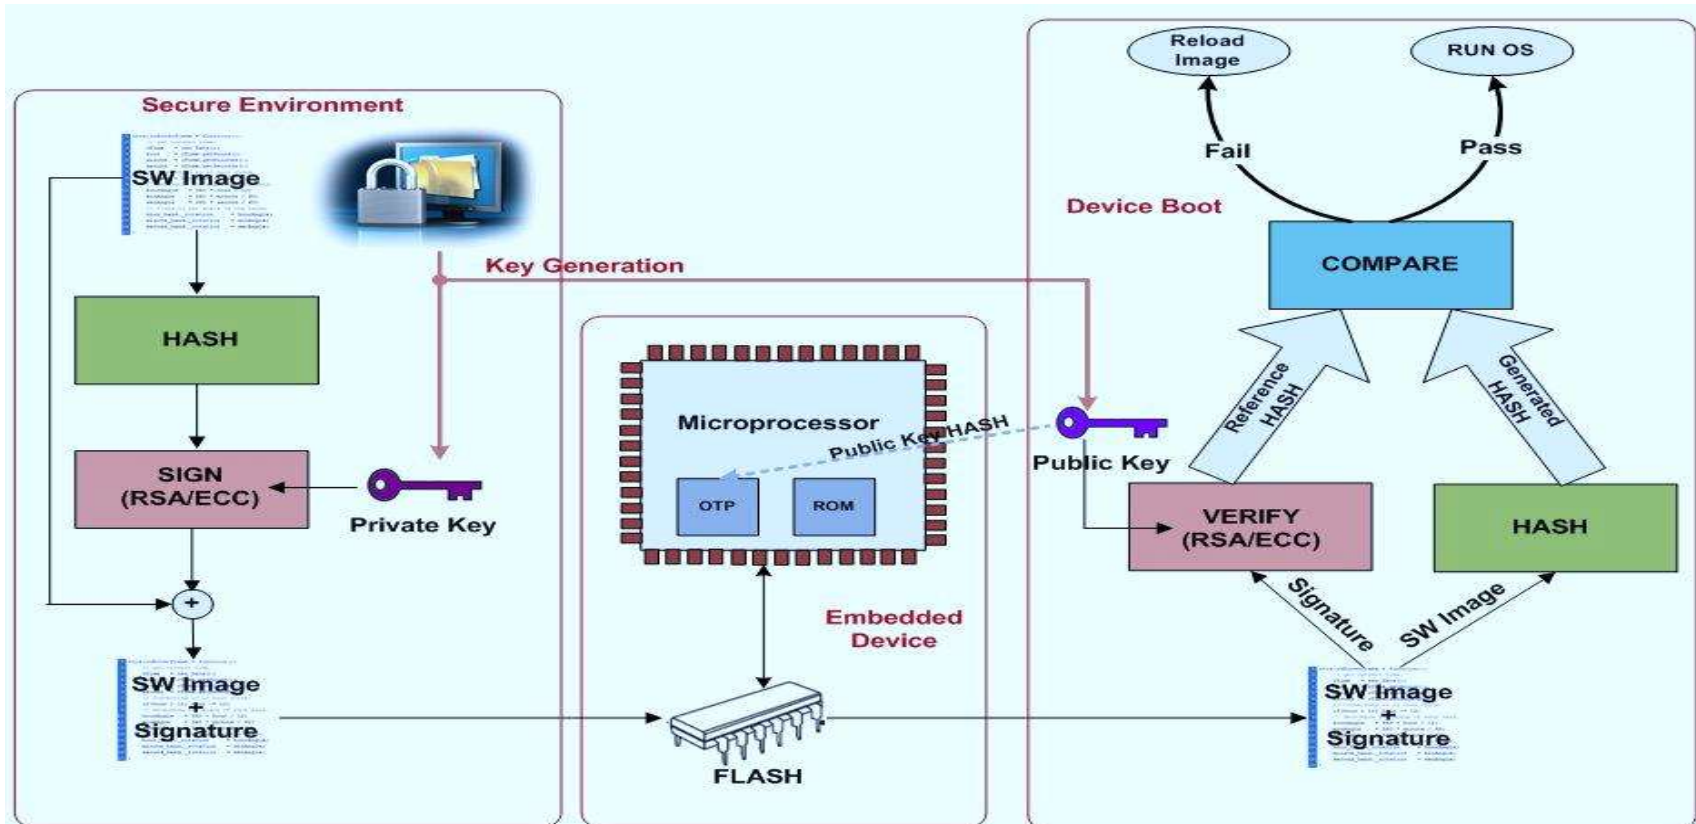 Secure Environment
SW Image
HASH
SIGN
(RSA/ECC)
Private Key
+
SW Image
+
Signature
Key Generation
Microprocessor
Public Key HASH
OTP
ROM
Embedded
Device
FLASH
Reload
Image
RUN OS
Fail
Pass
Device Boot
COMPARE
Reference
HASH
Generated
HASH
Public Key
VERIFY
(RSA/ECC)
HASH
Signature
SW Image
SW Image
+
Signature